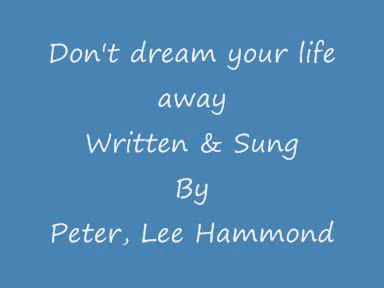 Don't dream your life
away
Written & Sung
By
Peter, Lee Hammond